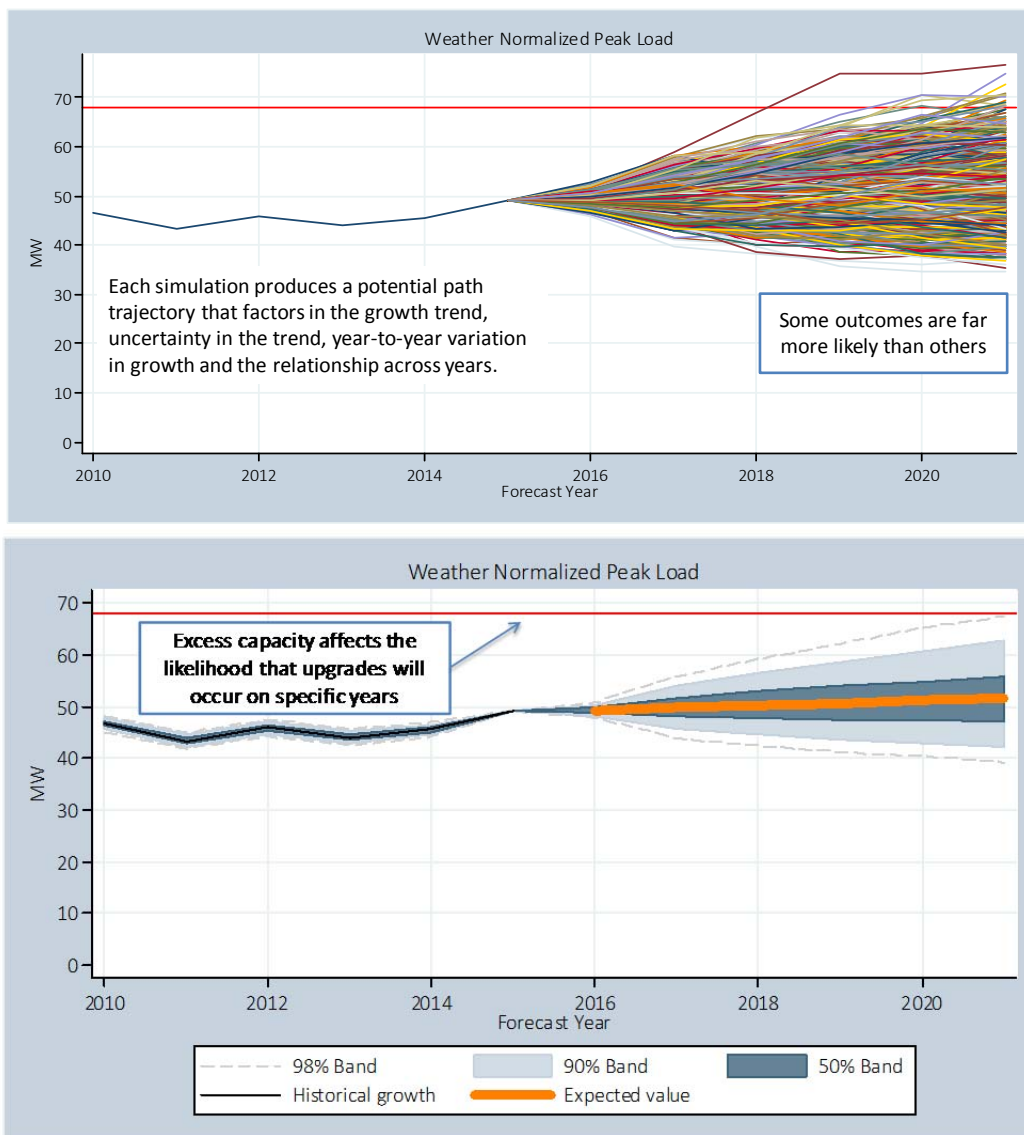 Weather Normalized Peak Load
70
60
50
40
30
20
10
0
MW
Each simulation produces a potential path
trajectory that factors in the growth trend,
uncertainty in the trend, year-to-year variation
in growth and the relationship across years.
Some outcomes are far
more likely than others
2010
2012
2014
2016
2018
2020
Forecast Year
Weather Normalized Peak Load
70
60
50
40
30
20
10
0
MW
Excess capacity affects the
likelihood that upgrades will
occur on specific years
2010
2012
2014
2016
2018
2020
Forecast Year
98% Band
90% Band
50% Band
Historical growth
Expected value